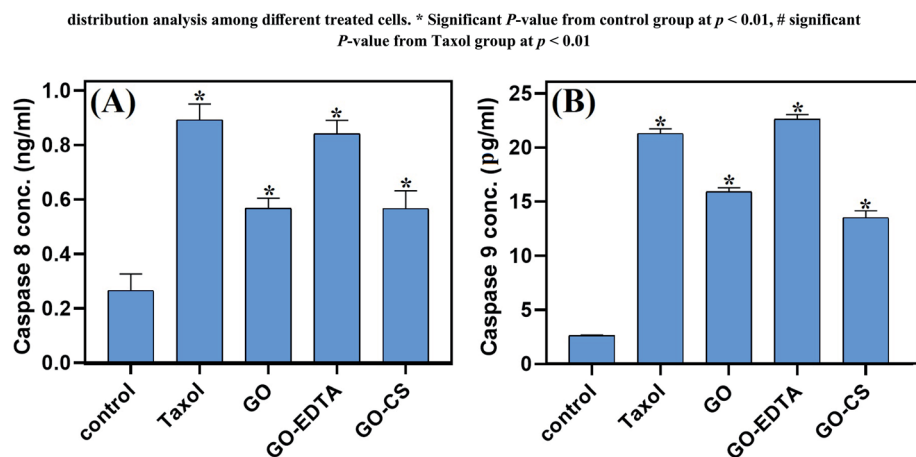 distribution analysis among different treated cells. * Significant P-value from control group at p < 0.01, # significant
P-value from Taxol group at p < 0.01
(A)
Caspase 8 conc. (ng/ml)
1.0
0.8
0.6
0.4
0.2
0.0
*
*
*
*
control
Taxol
GO
GO-EDTA
GO-CS
(B)
Caspase 9 conc. (pg/ml)
25
20
15
10
5
0
*
*
*
*
control
Taxol
GO
GO-EDTA
GO-CS